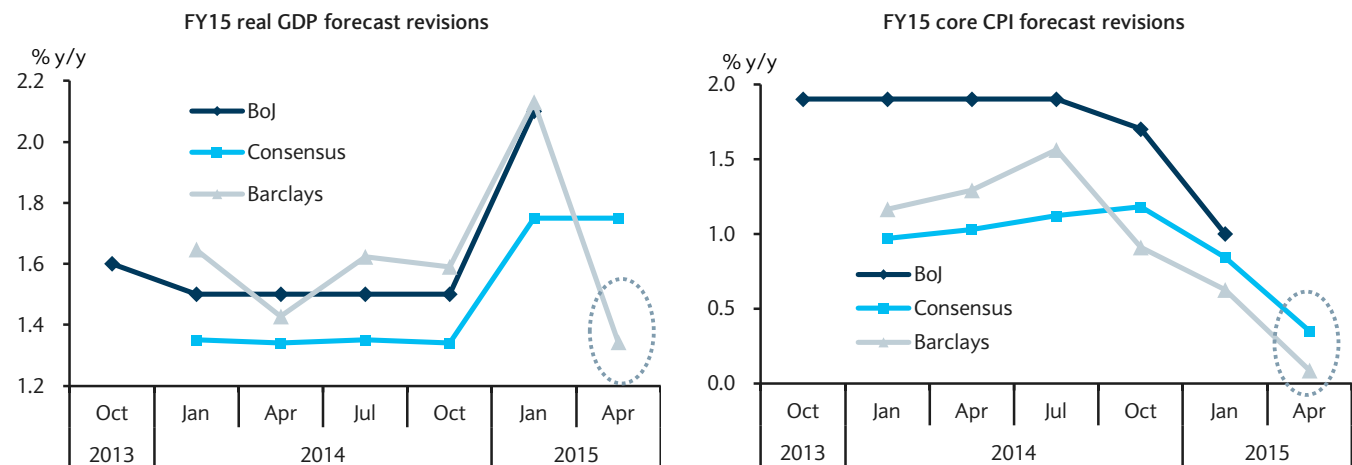 FY15 real GDP forecast revisions
% y/y
2.2
2.0
1.8
1.6
1.4
1.2
BoJ
Consensus
Barclays
Oct Jan Apr Jul Oct Jan Apr
2013 2014 2015
FY15 core CPI forecast revisions
% y/y
2.0
1.5
1.0
0.5
0.0
BoJ
Consensus
Barclays
Oct Jan Apr Jul Oct Jan Apr
2013 2014 2015